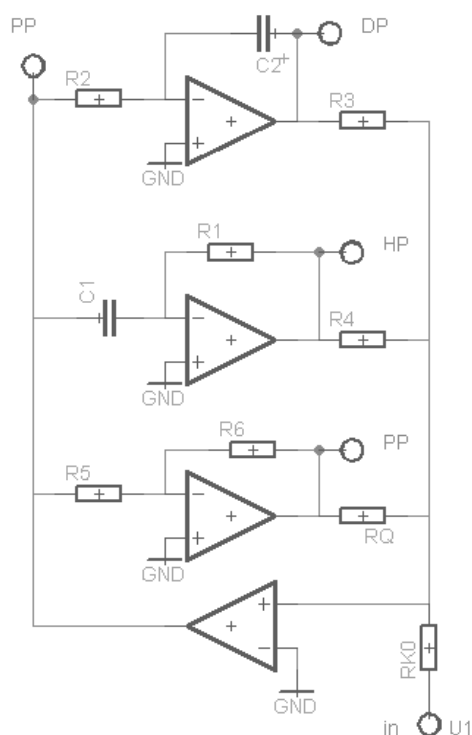 PP
DP
R2
C2
R3
GND
R1
HP
C1
R4
GND
R6
PP
R5
RQ
GND
RK0
GND
in U1